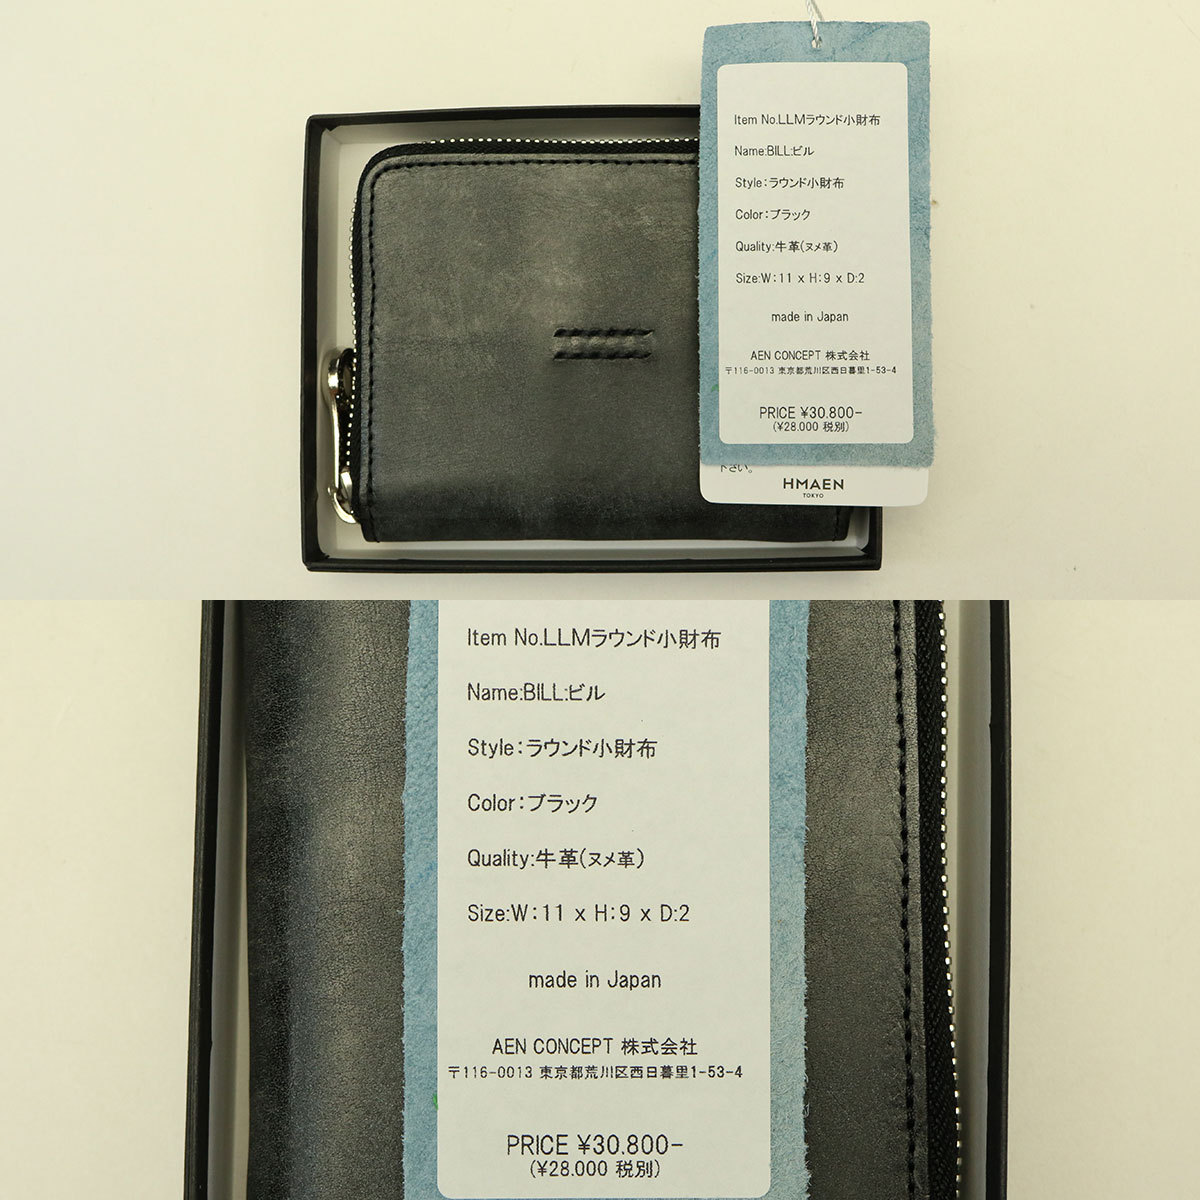 Item No.LLMラウンド小財布
Name:BILL:ビル
Style：ラウンド小財布
Color：ブラック
Quality:牛革(ヌメ革)
Size:W：11 x H:9 x D:2
made in Japan
AEN CONCEPT 株式会社
〒116-0013 東京都荒川区西日暮里1-53-4
PRICE ¥30.800-
(¥28.000 税別)
下さい。
HMAEN
TOKYO
Item No.LLMラウンド小財布
Name:BILL:ビル
Style：ラウンド小財布
Color：ブラック
Quality:牛革(ヌメ革)
Size:W：11 x H:9 x D:2
made in Japan
AEN CONCEPT 株式会社
〒116-0013 東京都荒川区西日暮里1-53-4
PRICE ¥30.800-
(¥28.000 税別)